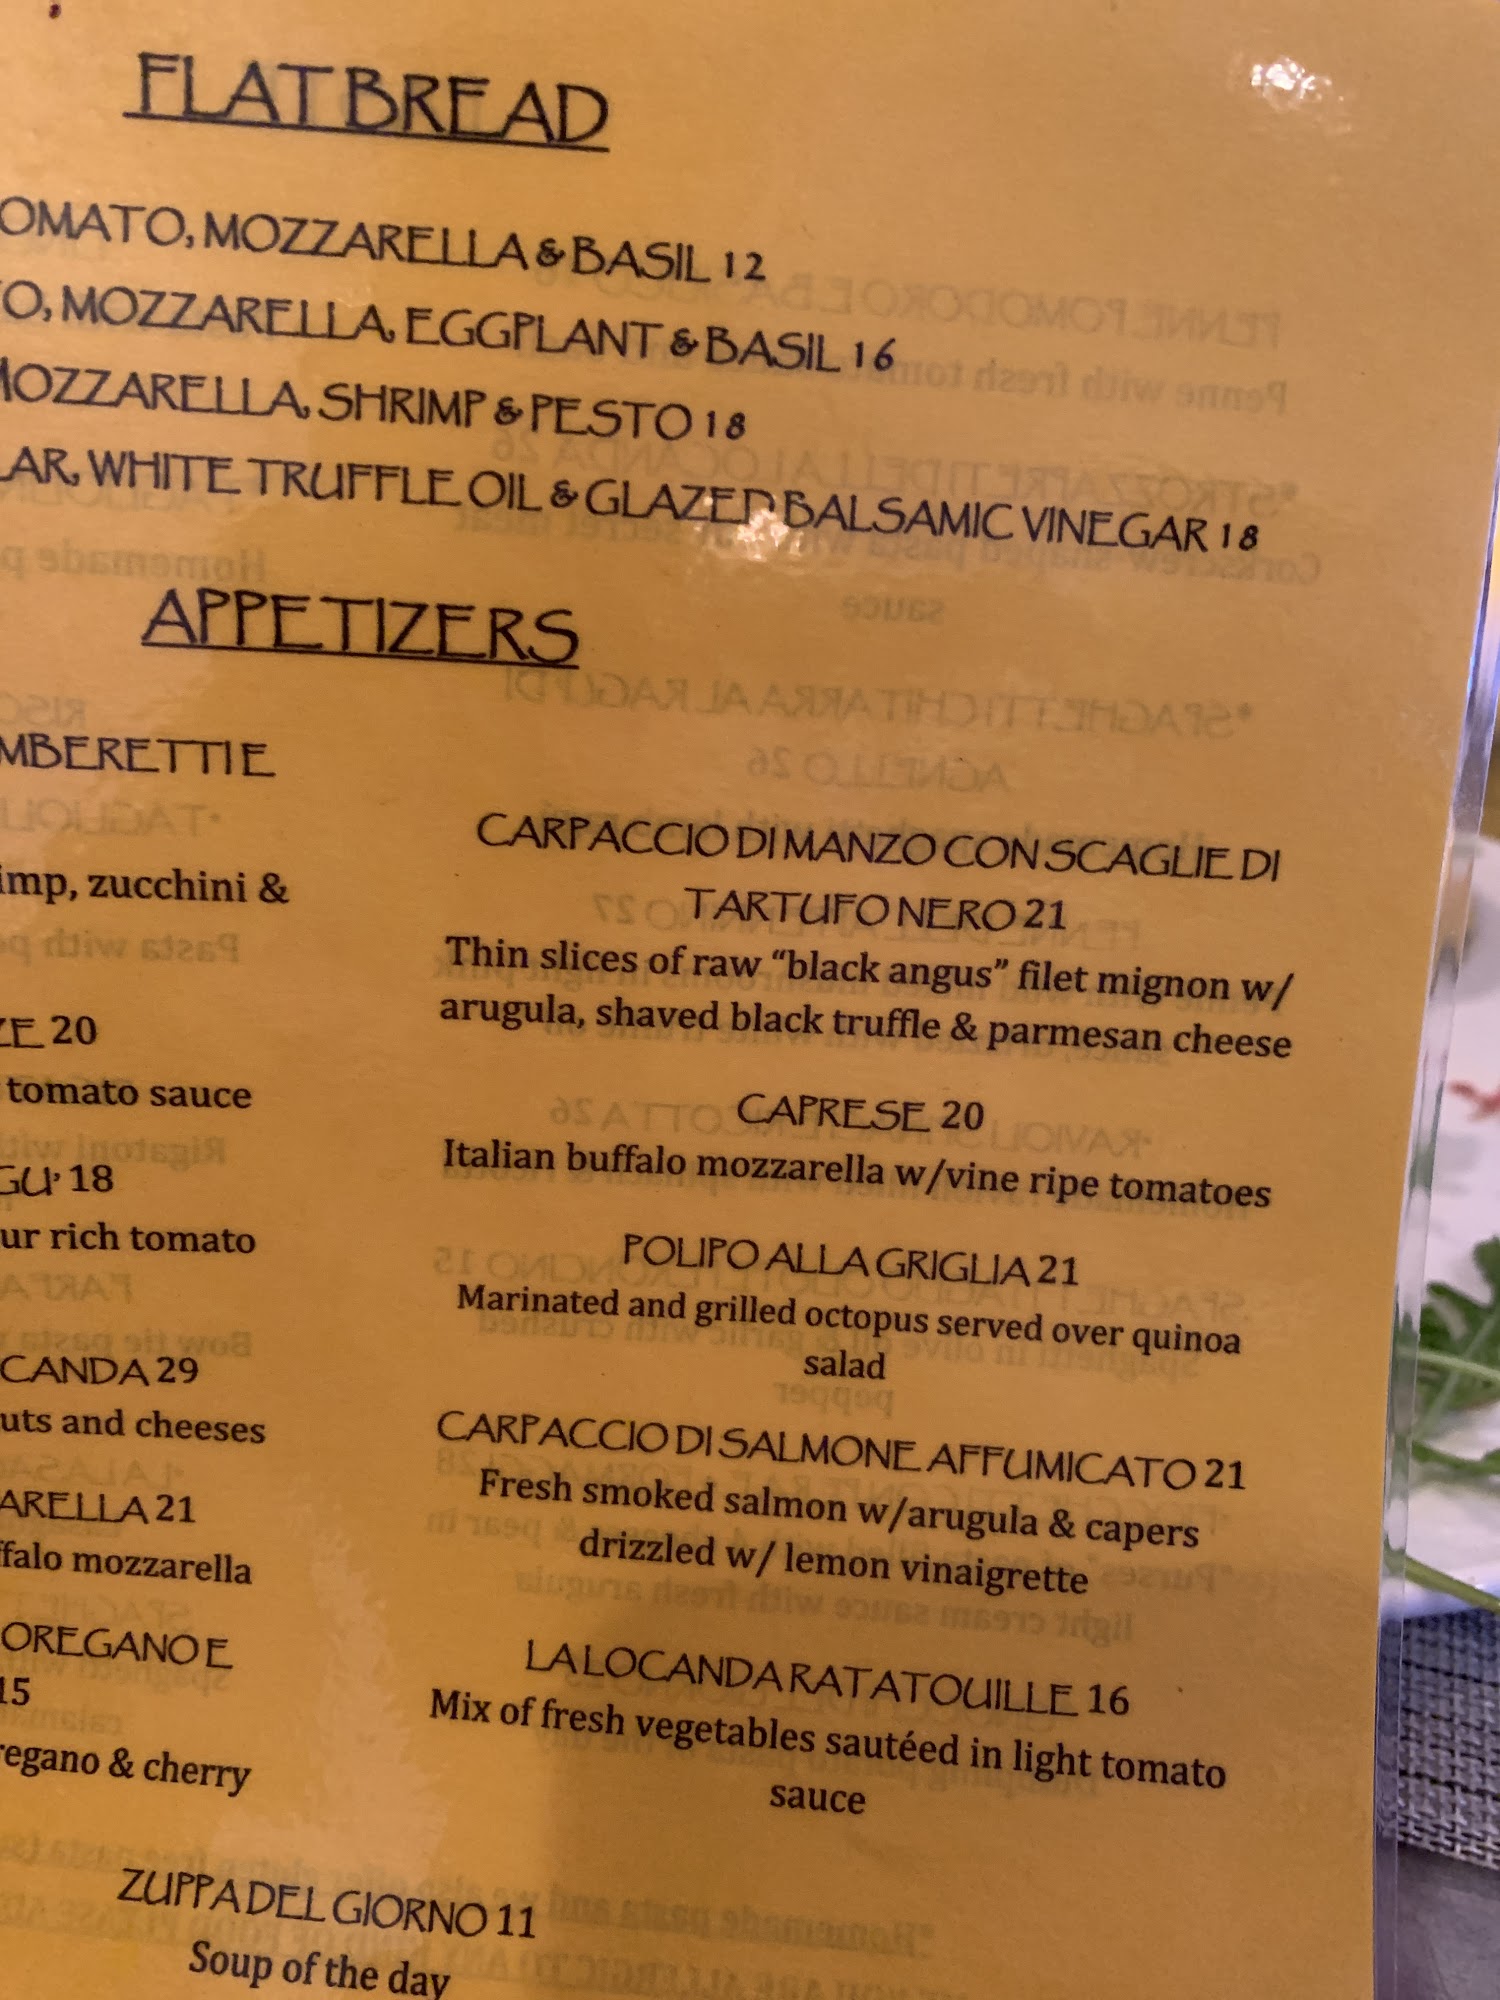 FLATBREAD
OMATO, MOZZARELLA & BASIL 12
O, MOZZARELLA, EGGPLANT & BASIL 16
MOZZARELLA, SHRIMP & PESTO 18
LAR, WHITE TRUFFLE OIL & GLAZED BALSAMIC VINEGAR 18
APPETIZERS
MBERETTI E
imp, zucchini &
ZE 20
tomato sauce
GU' 18
ur rich tomato
CANDA 29
uts and cheeses
ARELLA 21
ffalo mozzarella
OREGANO E
15
regano & cherry
CARPACCIO DI MANZO CON SCAGLIE DI
TARTUFO NERO 21
Thin slices of raw “black angus” filet mignon w/
arugula, shaved black truffle & parmesan cheese
CAPRESE 20
Italian buffalo mozzarella w/vine ripe tomatoes
POLIPO ALLA GRIGLIA 21
Marinated and grilled octopus served over quinoa
salad
CARPACCIO DI SALMONE AFFUMICATO 21
Fresh smoked salmon w/arugula & capers
drizzled w/ lemon vinaigrette
LA LOCANDA RATATOUILLE 16
Mix of fresh vegetables sautéed in light tomato
sauce
ZUPPA DEL GIORNO 11
Soup of the day